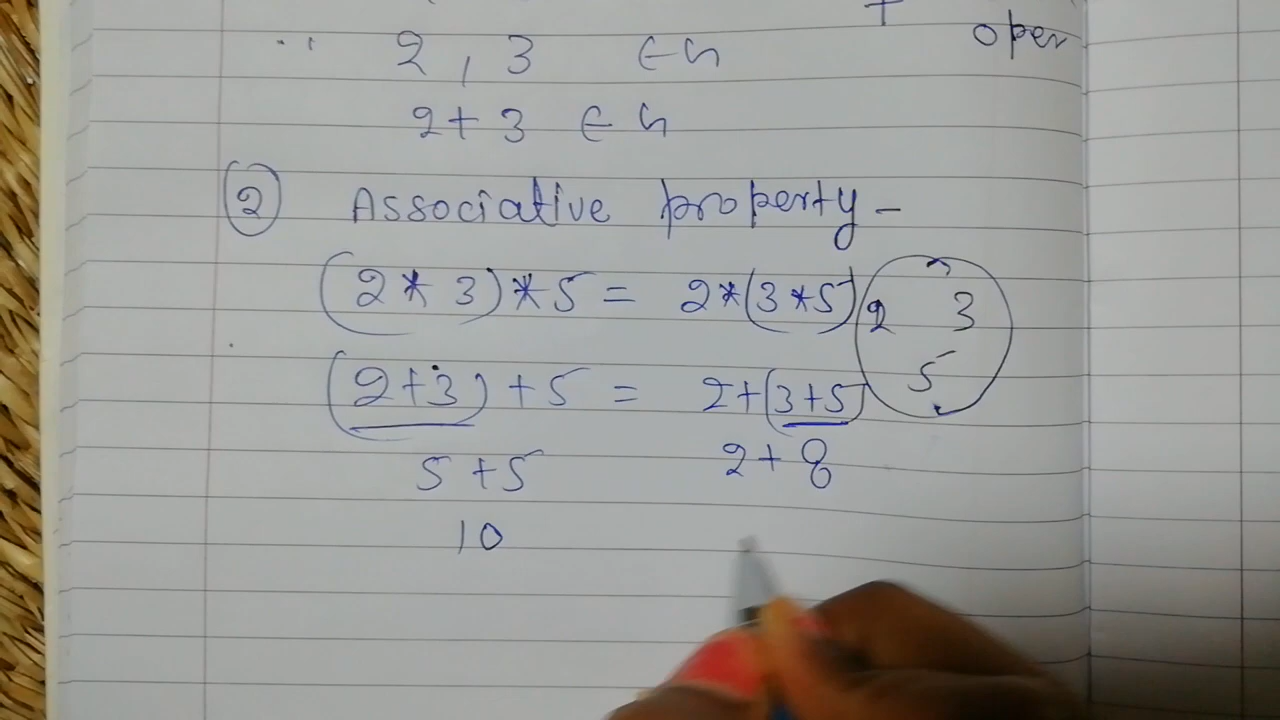 + oper
∵ 2, 3 ∈ G
2+3 ∈ G
② Associative property -
(2 * 3) * 5 = 2*(3*5)
2 3
5
(2+3) + 5 = 2+(3+5)
5 + 5 2 + 8
10